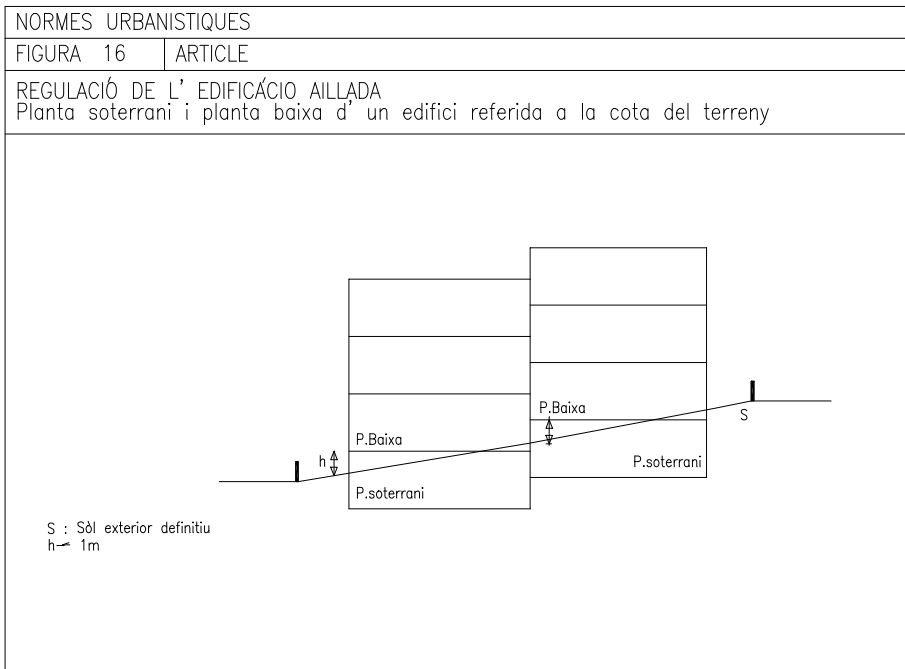 NORMES URBANISTIQUES
FIGURA 16 ARTICLE
REGULACIÓ DE L' EDIFICÁCIO AILLADA
Planta soterrani i planta baixa d' un edifici referida a la cota del terreny
P.Baixa
S
P.Baixa
h
P.soterrani
P.soterrani
S : Sòl exterior definitiu
h< 1m